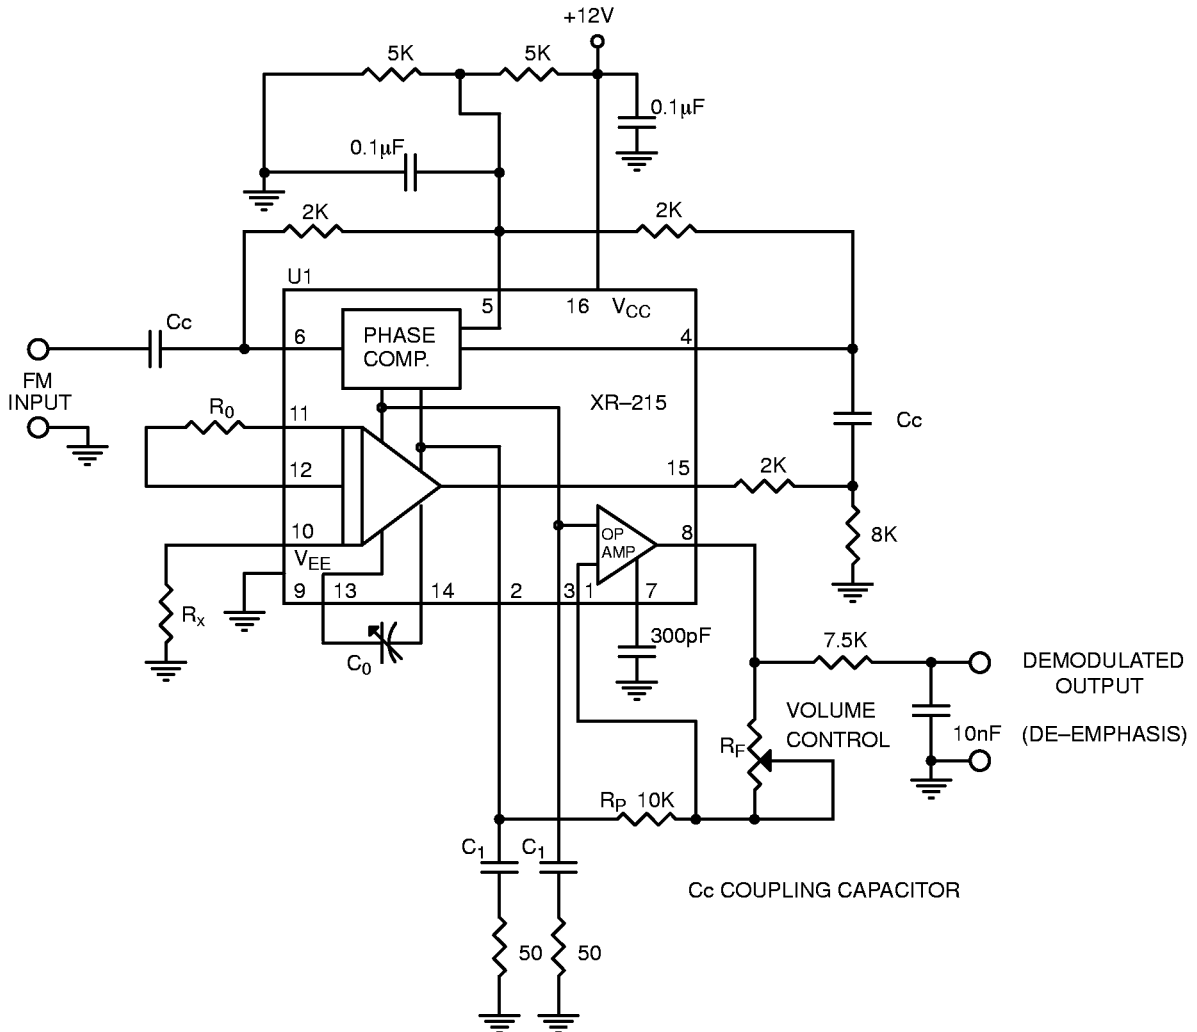 +12V
5K
5K
0.1µF
0.1µF
2K
2K
U1
5
16
VCC
Cc
6
PHASE
COMP.
4
FM
INPUT
R0
11
XR–215
Cc
12
15
2K
10
OP
AMP
8
8K
VEE
9
13
14
2
3
1
7
Rx
C0
300pF
7.5K
DEMODULATED
OUTPUT
VOLUME
CONTROL
RF
10nF
(DE–EMPHASIS)
RP 10K
C1
C1
Cc COUPLING CAPACITOR
50
50